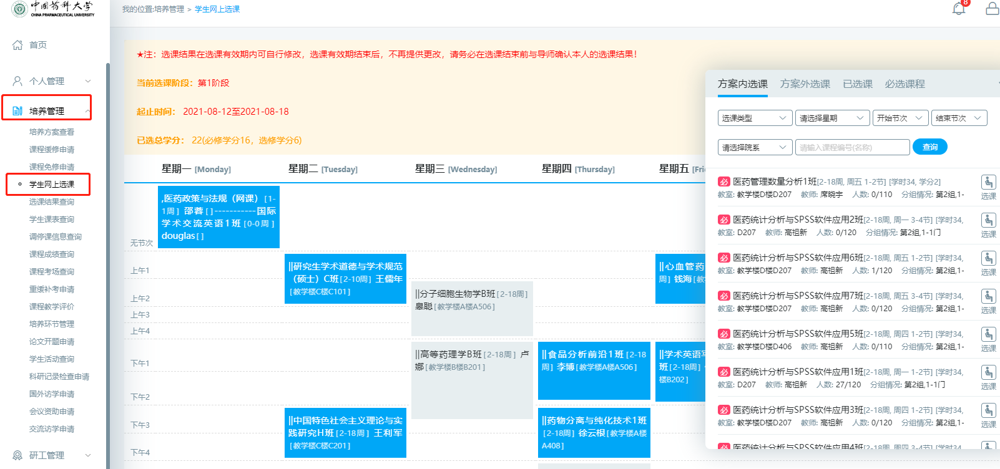 中国药科大学
CHINA PHARMACEUTICAL UNIVERSITY
我的位置:培养管理 > 学生网上选课
8
首页
个人管理
培养管理
培养方案查看
课程缓修申请
课程免修申请
学生网上选课
选课结果查询
学生课表查询
调停课信息查询
课程成绩查询
课程考场查询
重缓补考申请
课程教学评价
培养环节管理
论文开题申请
学生活动查询
科研记录检查申请
国外访学申请
会议资助申请
交流访学申请
研工管理
★注：选课结果在选课有效期内可自行修改，选课有效期结束后，不再提供更改，请务必在选课结束前与导师确认本人的选课结果！
当前选课阶段：第1阶段
起止时间： 2021-08-12至2021-08-18
已选总学分： 22(必修学分16，选修学分6)
星期一 [Monday]
星期二 [Tuesday]
星期三 [Wednesday]
星期四 [Thursday]
星期五 [Fri
无节次
,医药政策与法规（网课）[1-
1周] 邵蓉 []-----------国际
学术交流英语1班 [0-0周]
douglas[]
上午1
上午2
上午3
上午4
||研究生学术道德与学术规范
（硕士）C班[2-10周] 王儒年
[教学楼C楼C101]
||分子细胞生物学B班[2-18周]
皋聪[教学楼A楼A506]
||心血管药
周] 钱海[教
下午1
下午2
下午3
下午4
||高等药理学B班 [2-18周] 卢
娜[教学楼B楼B201]
||食品分析前沿1班 [2-18
周] 李博[教学楼A楼A506]
||学术英语写
班[2-18周]
楼B202]
||中国特色社会主义理论与实
践研究H班[2-18周] 王利军
[教学楼C楼C201]
||药物分离与纯化技术1班
[2-18周] 徐云根[教学楼A楼
A408]
方案内选课 方案外选课 已选课 必选课程
选课类型 请选择星期 开始节次 结束节次
请选择院系 请输入课程编号(名称) 查询
必 医药管理数量分析1班[2-18周, 周五 1-2节] [学时34, 学分2]
教室: 教学楼D楼D207 教师: 席晓宇 人数: 0/110 分组情况: 第2组,1-
选课
必 医药统计分析与SPSS软件应用2班[2-18周, 周一 3-4节] [学时34,
教室: D207 教师: 高祖新 人数: 0/120 分组情况: 第2组,1-1门
选课
必 医药统计分析与SPSS软件应用6班[2-18周, 周五 1-2节] [学时34,
教室: 教学楼D楼D207 教师: 高祖新 人数: 1/120 分组情况: 第2组,1-
选课
必 医药统计分析与SPSS软件应用7班[2-18周, 周五 3-4节] [学时34,
教室: 教学楼D楼D207 教师: 高祖新 人数: 0/120 分组情况: 第2组,1-
选课
必 医药统计分析与SPSS软件应用5班[2-18周, 周四 1-2节] [学时34,
教室: 教学楼D楼D406 教师: 高祖新 人数: 0/110 分组情况: 第2组,1-
选课
必 医药统计分析与SPSS软件应用1班[2-18周, 周一 1-2节] [学时34,
教室: D207 教师: 高祖新 人数: 27/120 分组情况: 第2组,1-1门
选课
必 医药统计分析与SPSS软件应用3班[2-18周, 周四 1-2节] [学时34,
教室: 教学楼D楼D207 教师: 高祖新 人数: 0/120 分组情况: 第2组,1-
选课
必 医药统计分析与SPSS软件应用4班[2-18周, 周四 3-4节] [学时34,